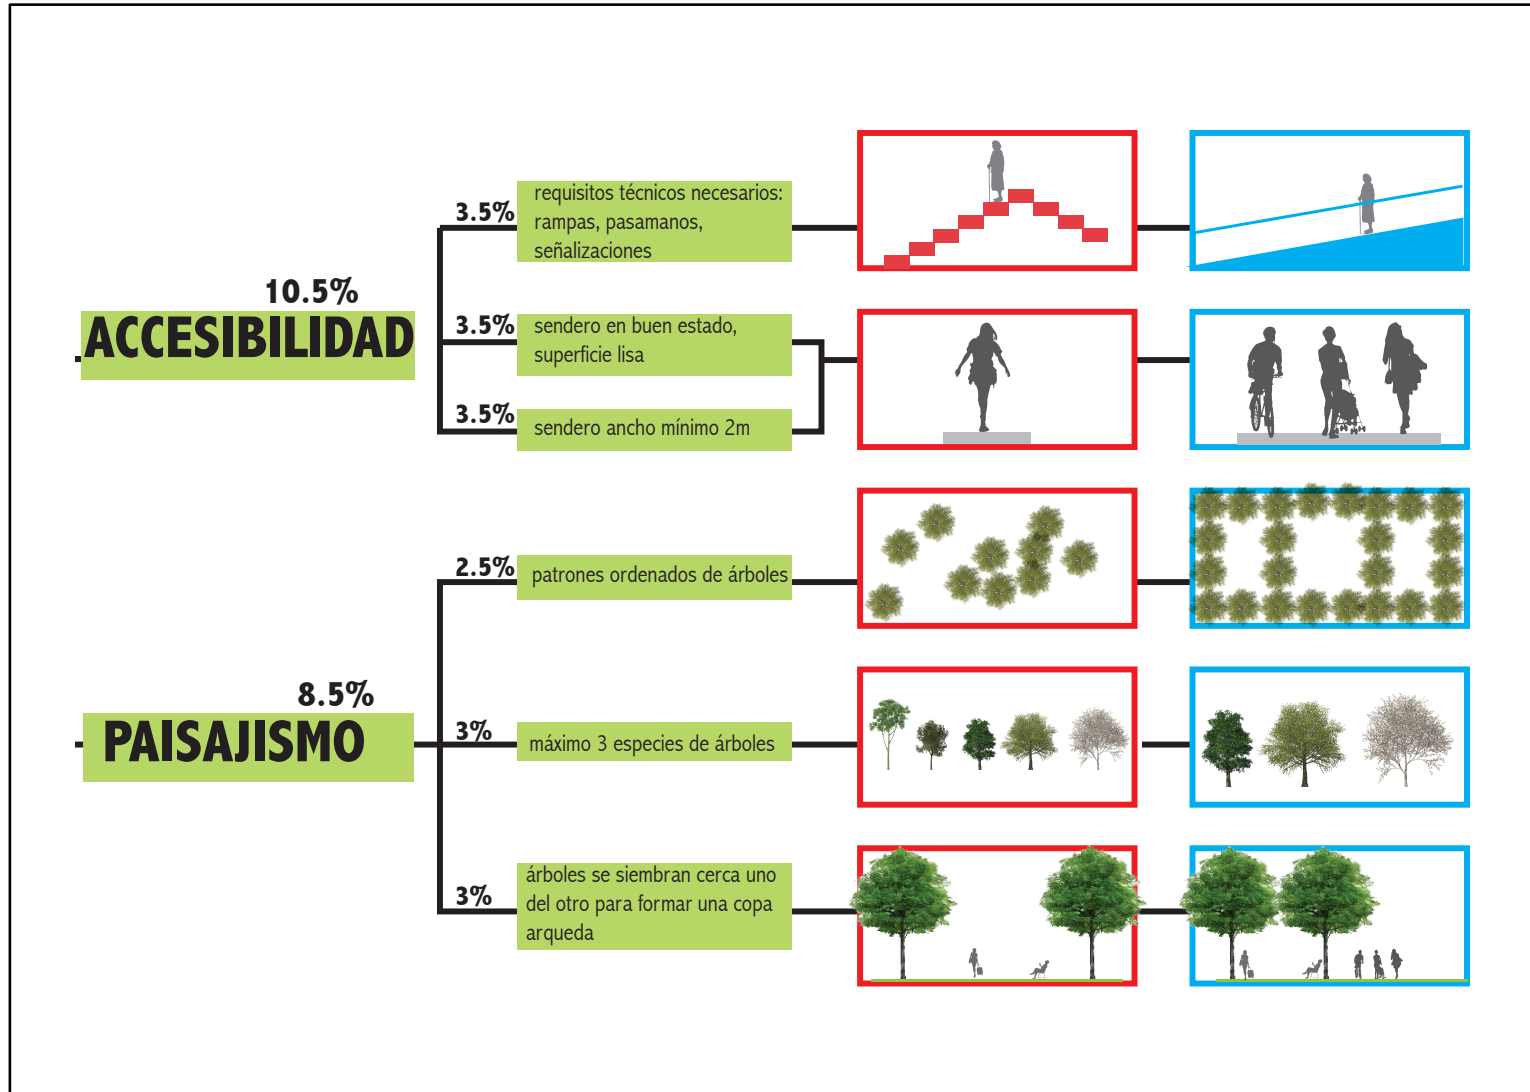 10.5%
ACCESIBILIDAD
3.5%
requisitos técnicos necesarios:
rampas, pasamanos,
señalizaciones
3.5%
sendero en buen estado,
superficie lisa
3.5%
sendero ancho mínimo 2m
8.5%
PAISAJISMO
2.5%
patrones ordenados de árboles
3%
máximo 3 especies de árboles
3%
árboles se siembran cerca uno
del otro para formar una copa
arqueda